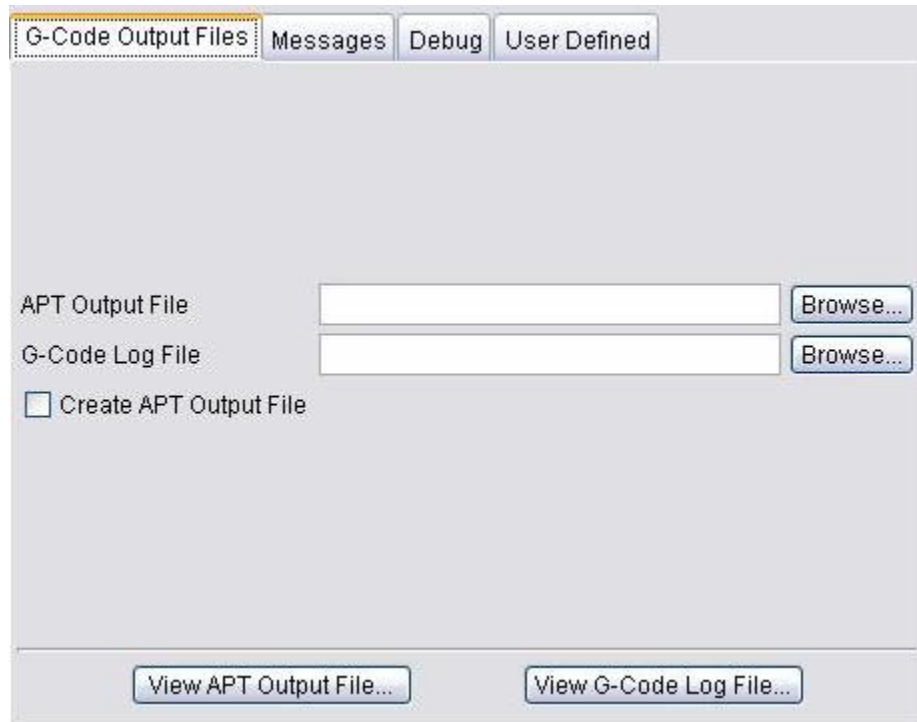 G-Code Output Files Messages Debug User Defined
APT Output File Browse...
G-Code Log File Browse...
Create APT Output File
View APT Output File... View G-Code Log File...